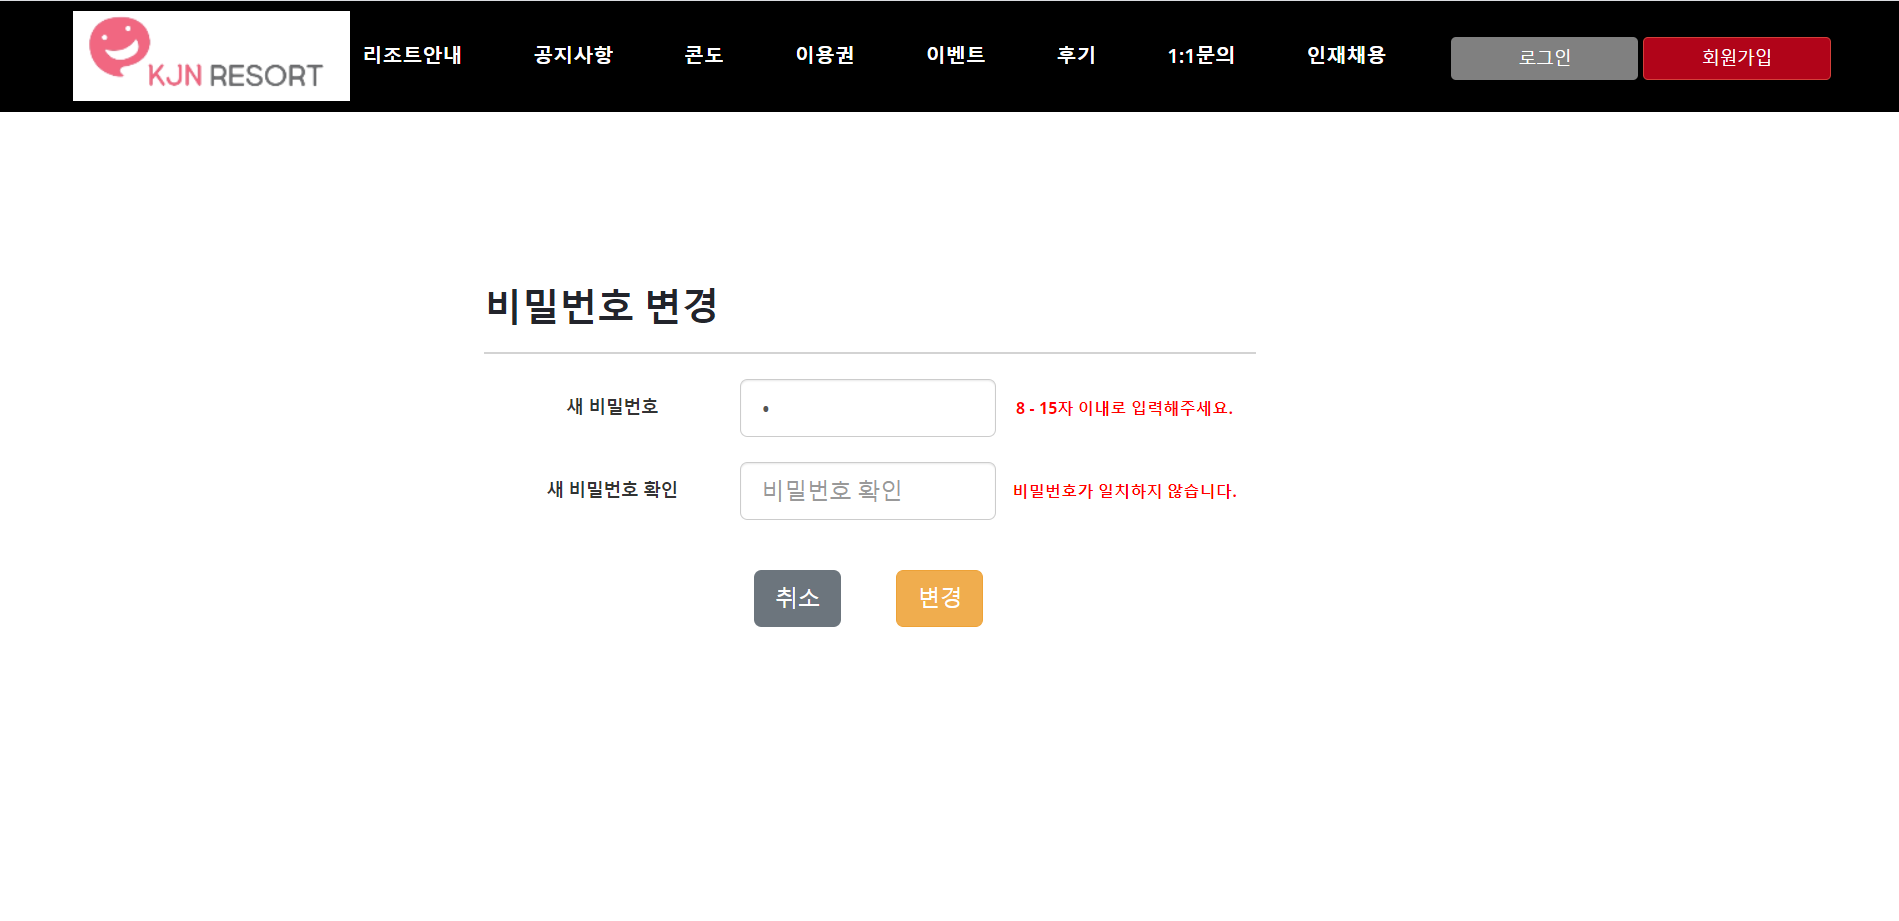 KJN RESORT
리조트안내 공지사항 콘도 이용권 이벤트 후기 1:1문의 인재채용 로그인 회원가입
비밀번호 변경
새 비밀번호 • 8 - 15자 이내로 입력해주세요.
새 비밀번호 확인 비밀번호 확인 비밀번호가 일치하지 않습니다.
취소 변경